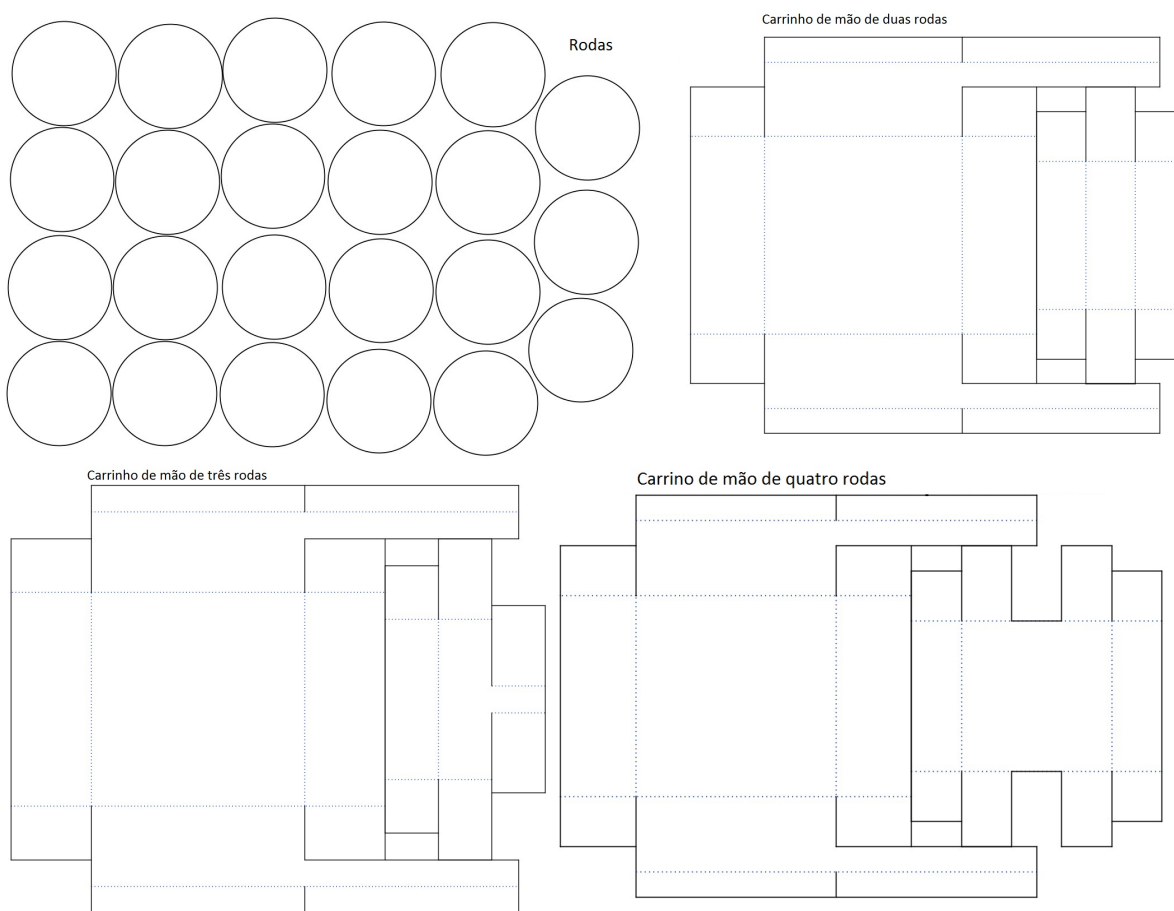 Rodas
Carrinho de mão de duas rodas
Carrinho de mão de três rodas
Carrino de mão de quatro rodas